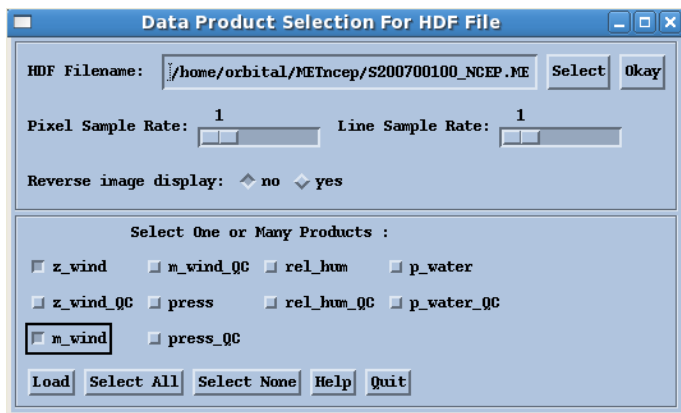 Data Product Selection For HDF File
HDF Filename: /home/orbital/METncep/S200700100_NCEP.ME Select Okay
Pixel Sample Rate: 1 Line Sample Rate: 1
Reverse image display: no yes
Select One or Many Products :
z_wind m_wind_QC rel_hum p_water
z_wind_QC press rel_hum_QC p_water_QC
m_wind press_QC
Load Select All Select None Help Quit